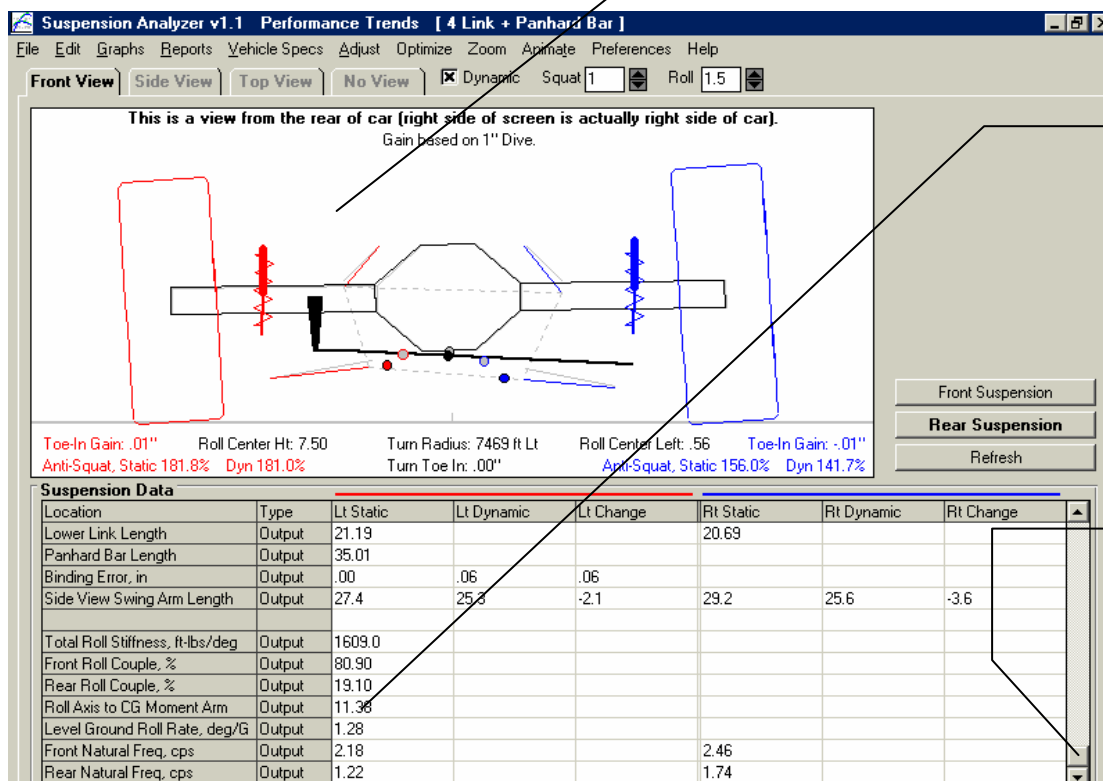 Suspension Analyzer v1.1   Performance Trends   [ 4 Link + Panhard Bar ]
File Edit Graphs Reports Vehicle Specs Adjust Optimize Zoom Animate Preferences Help
Front View Side View Top View No View Dynamic Squat 1 Roll 1.5
This is a view from the rear of car (right side of screen is actually right side of car).
Gain based on 1" Dive.
Toe-In Gain: .01" Roll Center Ht: 7.50 Turn Radius: 7469 ft Lt Roll Center Left: .56 Toe-In Gain: -.01"
Anti-Squat, Static 181.8% Dyn 181.0% Turn Toe In: .00" Anti-Squat, Static 156.0% Dyn 141.7%
Front Suspension
Rear Suspension
Refresh
Suspension Data
Location Type Lt Static Lt Dynamic Lt Change Rt Static Rt Dynamic Rt Change
Lower Link Length Output 21.19 20.69
Panhard Bar Length Output 35.01
Binding Error, in Output .00 .06 .06
Side View Swing Arm Length Output 27.4 25.3 -2.1 29.2 25.6 -3.6
Total Roll Stiffness, ft-lbs/deg Output 1609.0
Front Roll Couple, % Output 80.90
Rear Roll Couple, % Output 19.10
Roll Axis to CG Moment Arm Output 11.38
Level Ground Roll Rate, deg/G Output 1.28
Front Natural Freq, cps Output 2.18 2.46
Rear Natural Freq, cps Output 1.22 1.74